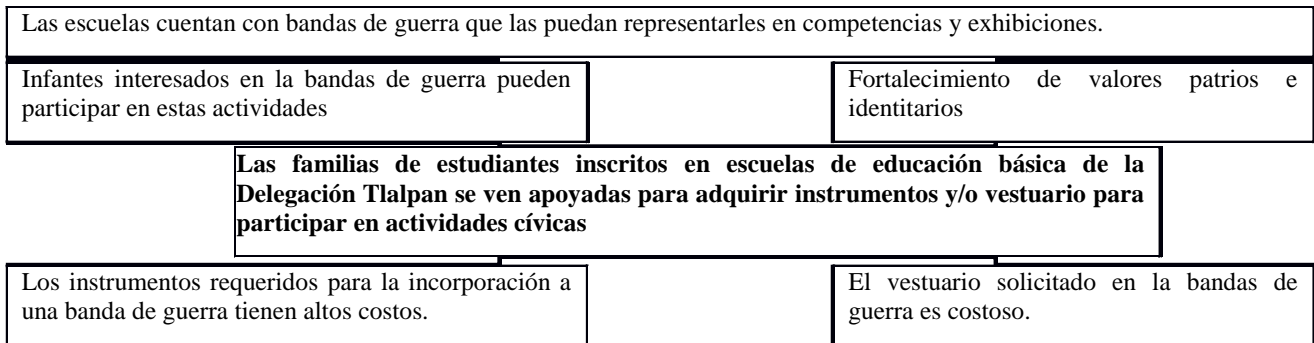 Las escuelas cuentan con bandas de guerra que las puedan representarles en competencias y exhibiciones.
Infantes interesados en la bandas de guerra pueden
participar en estas actividades
Fortalecimiento de valores patrios e
identitarios
Las familias de estudiantes inscritos en escuelas de educación básica de la
Delegación Tlalpan se ven apoyadas para adquirir instrumentos y/o vestuario para
participar en actividades cívicas
Los instrumentos requeridos para la incorporación a
una banda de guerra tienen altos costos.
El vestuario solicitado en la bandas de
guerra es costoso.